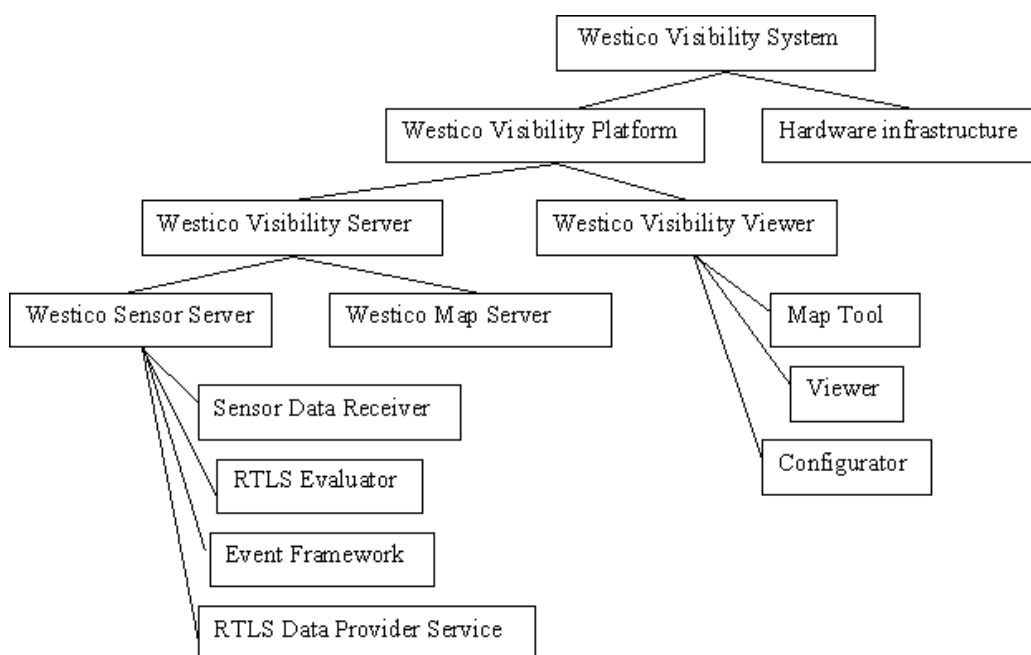 Westico Visibility System
Westico Visibility Platform
Hardware infrastructure
Westico Visibility Server
Westico Visibility Viewer
Westico Sensor Server
Westico Map Server
Map Tool
Viewer
Sensor Data Receiver
Configurator
RTLS Evaluator
Event Framework
RTLS Data Provider Service